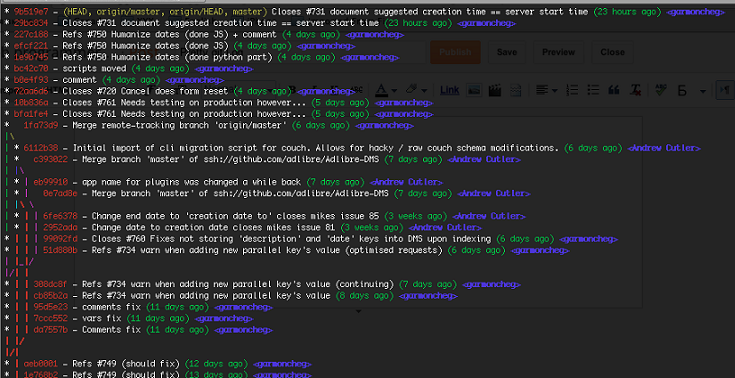 * 9b519e7 - (HEAD, origin/master, origin/HEAD, master) Closes #731 document suggested creation time == server start time (23 hours ago) <garmoncheg>
* 29bc834 - Closes #731 document suggested creation time == server start time (23 hours ago) <garmoncheg>
* 227c188 - Refs #750 Humanize dates (done JS) + comment (4 days ago) <garmoncheg>
* efcf221 - Refs #750 Humanize dates (done JS) (4 days ago) <garmoncheg>
* 1e9b745 - Refs #750 Humanize dates (done python part) (4 days ago) <garmoncheg>
* bc42c70 - scripts moved (4 days ago) <garmoncheg>
* b8e4f93 - comment (4 days ago) <garmoncheg>
* 72aa6d6 - Closes #720 Cancel does form reset (4 days ago) <garmoncheg>
* 10b836a - Closes #761 Needs testing on production however... (5 days ago) <garmoncheg>
* bfa1fe4 - Closes #761 Needs testing on production however... (5 days ago) <garmoncheg>
* 1fa73d9 - Merge remote-tracking branch 'origin/master' (6 days ago) <garmoncheg>
|\
| * 6112b38 - Initial import of cli migration script for couch. Allows for hacky / raw couch schema modifications. (6 days ago) <Andrew Cutler>
| * c393022 - Merge branch 'master' of ssh://github.com/adlibre/Adlibre-DMS (7 days ago) <Andrew Cutler>
| |\
| * | eb99910 - app name for plugins was changed a while back (7 days ago) <Andrew Cutler>
| * | 0e7ad8e - Merge branch 'master' of ssh://github.com/adlibre/Adlibre-DMS (7 days ago) <Andrew Cutler>
| |\ \
| * | | 6fe6378 - Change end date to 'creation date to' closes mikes issue 85 (3 weeks ago) <Andrew Cutler>
| * | | 2952ada - Change date to creation date closes mikes issue 81 (3 weeks ago) <Andrew Cutler>
* | | | 99092fd - Closes #760 Fixes not storing 'description' and 'date' keys into DMS upon indexing (6 days ago) <garmoncheg>
* | | | 51d800b - Refs #734 warn when adding new parallel key's value (optimised requests) (6 days ago) <garmoncheg>
| |_|/
|/| |
* | | 308dc0f - Refs #734 warn when adding new parallel key's value (continuing) (7 days ago) <garmoncheg>
* | | cb85b2a - Refs #734 warn when adding new parallel key's value (8 days ago) <garmoncheg>
* | | 95d5e23 - comments fix (11 days ago) <garmoncheg>
* | | 7ccc552 - vars fix (11 days ago) <garmoncheg>
* | | da7557b - Comments fix (11 days ago) <garmoncheg>
| |/
|/|
* | aeb0001 - Refs #749 (should fix) (12 days ago) <garmoncheg>
* | 1e768b2 - Refs #749 (should fix) (13 days ago) <garmoncheg>
Publish Save Preview Close
Link